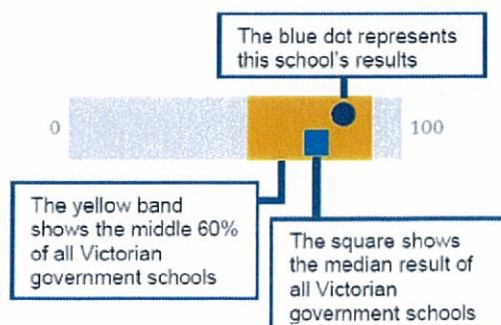 The blue dot represents
this school's results
0
100
The yellow band
shows the middle 60%
of all Victorian
government schools
The square shows
the median result of
all Victorian
government schools